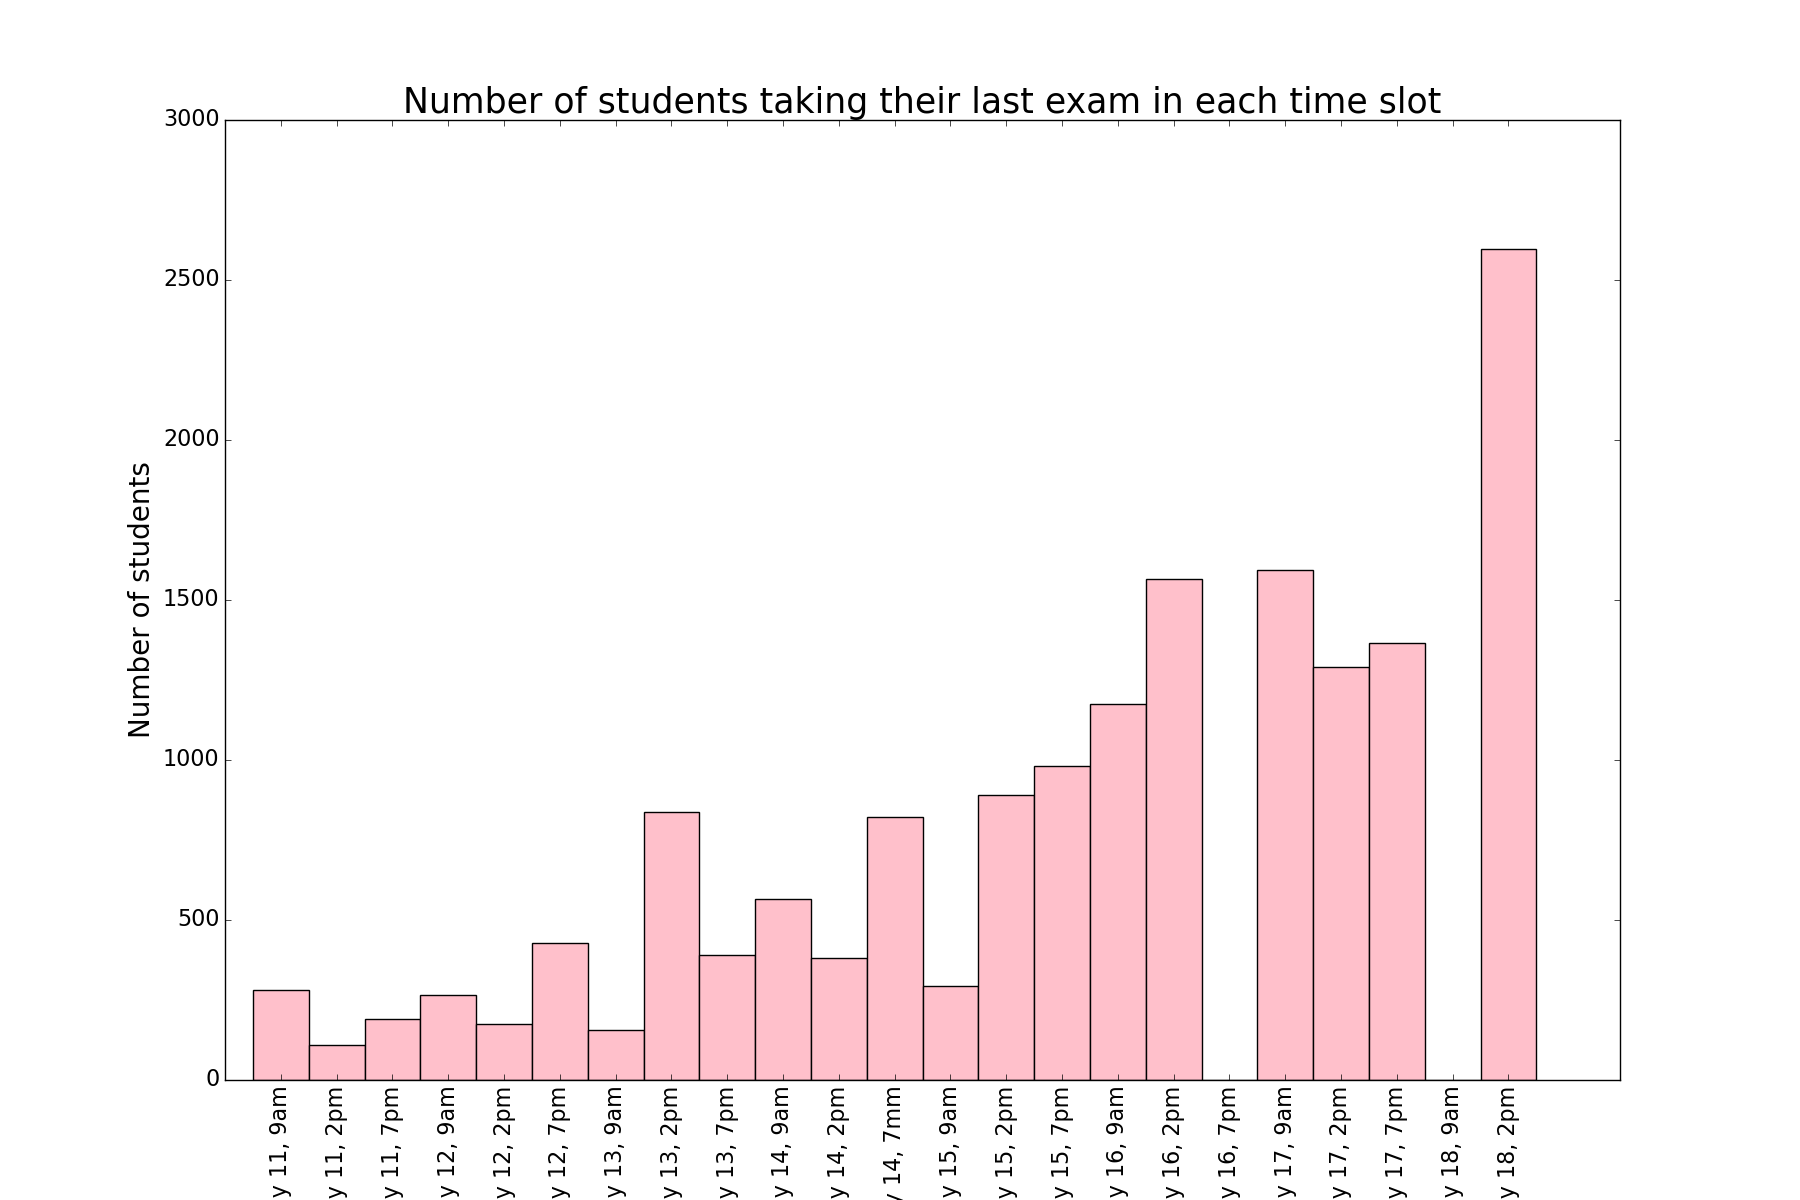 Number of students taking their last exam in each time slot
Number of students
3000
2500
2000
1500
1000
500
0
y 11, 9am
y 11, 2pm
y 11, 7pm
y 12, 9am
y 12, 2pm
y 12, 7pm
y 13, 9am
y 13, 2pm
y 13, 7pm
y 14, 9am
y 14, 2pm
y 14, 7mm
y 15, 9am
y 15, 2pm
y 15, 7pm
y 16, 9am
y 16, 2pm
y 16, 7pm
y 17, 9am
y 17, 2pm
y 17, 7pm
y 18, 9am
y 18, 2pm